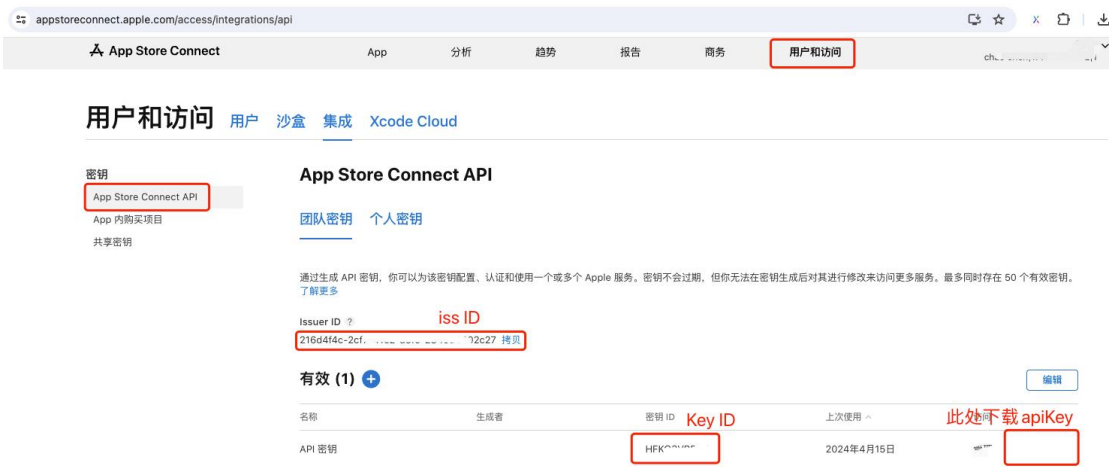 appstoreconnect.apple.com/access/integrations/api
App Store Connect App 分析 趋势 报告 商务 用户和访问
用户和访问 用户 沙盒 集成 Xcode Cloud
密钥
App Store Connect API
App 内购买项目
共享密钥
App Store Connect API
团队密钥 个人密钥
通过生成 API 密钥，你可以为该密钥配置、认证和使用一个或多个 Apple 服务。密钥不会过期，但你无法在密钥生成后对其进行修改来访问更多服务。最多同时存在 50 个有效密钥。
了解更多
Issuer ID ? iss ID
拷贝
有效 (1) + 编辑
名称 生成者 密钥 ID Key ID 上次使用 此处下载 apiKey
API 密钥 2024年4月15日